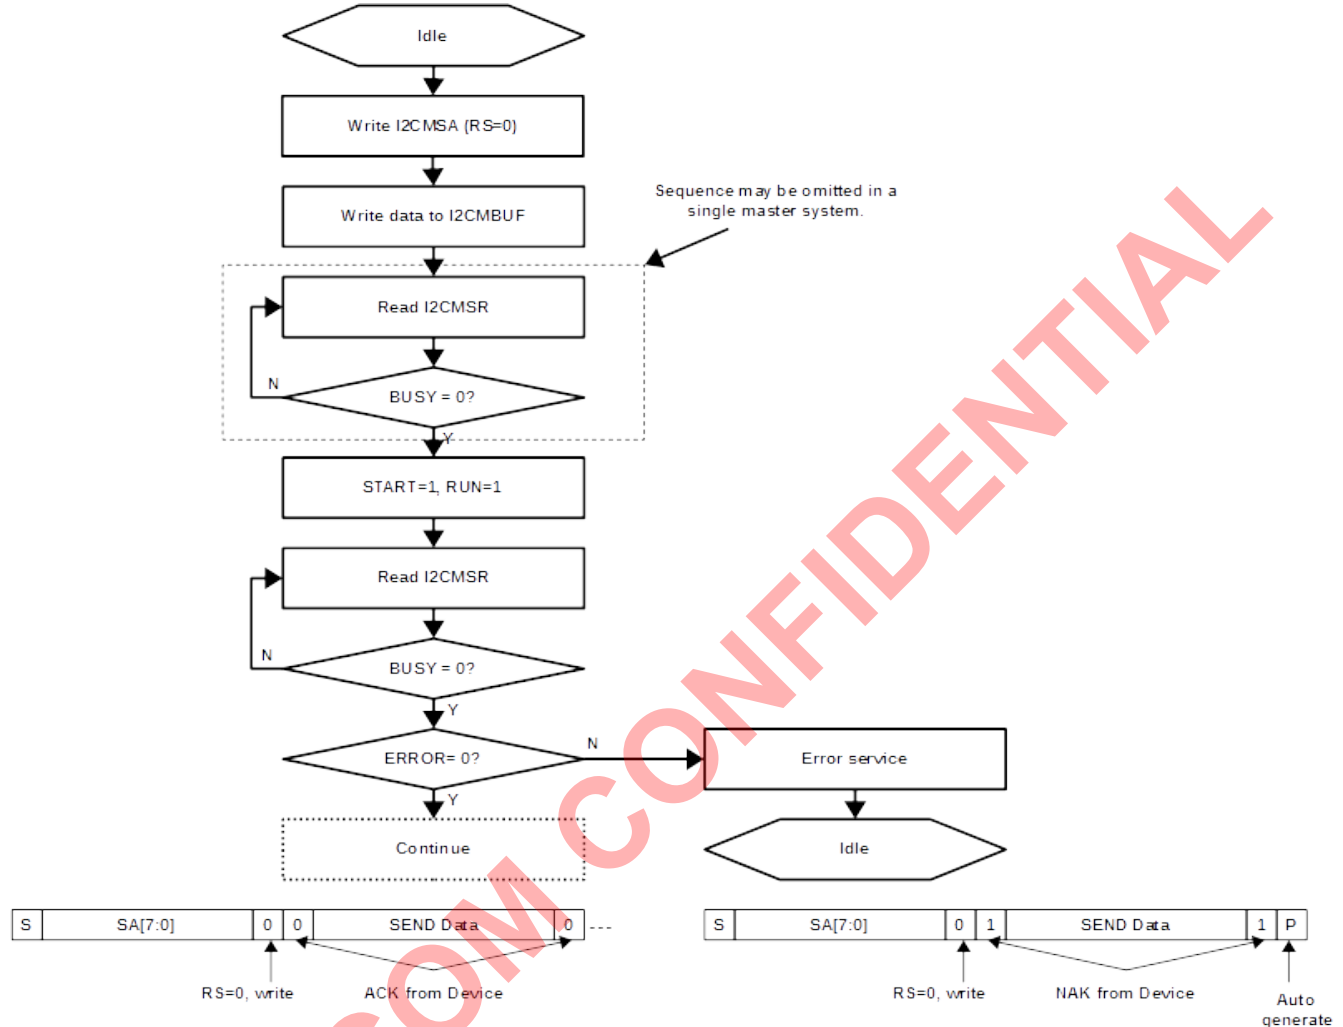 Idle
Write I2CMSA (RS=0)
Write data to I2CMBUF
Sequence may be omitted in a
single master system.
Read I2CMSR
N
BUSY = 0?
Y
START=1, RUN=1
Read I2CMSR
N
BUSY = 0?
Y
ERROR= 0?
N
Error service
Y
Continue
Idle
S SA[7:0] 0 0 SEND Data 0 ---
S SA[7:0] 0 1 SEND Data 1 P
RS=0, write
ACK from Device
RS=0, write
NAK from Device
Auto
generate
COM CONFIDENTIAL